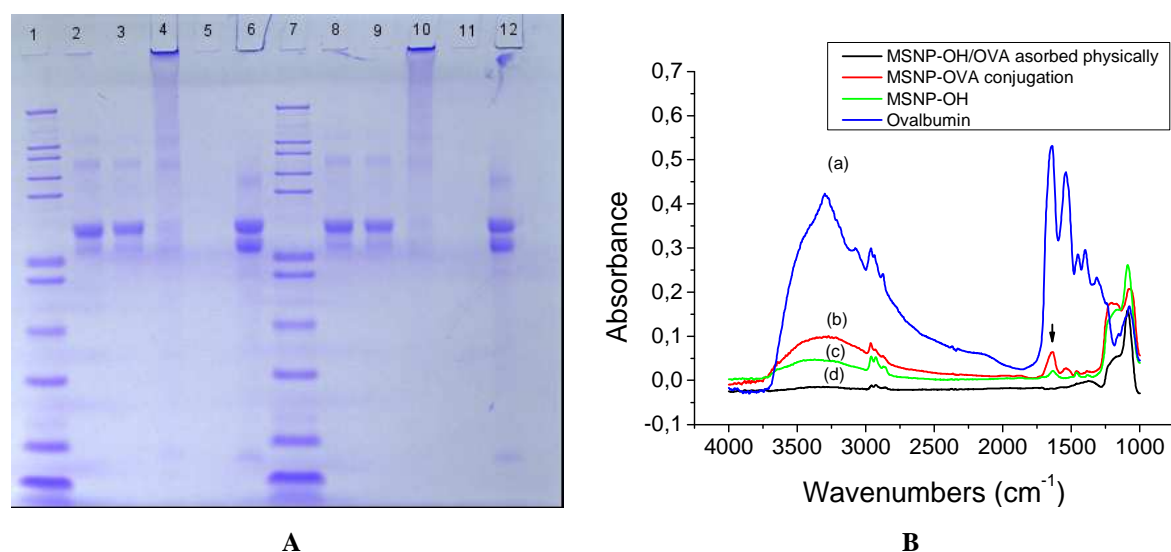 1 2 3 4 5 6 7 8 9 10 11 12
A
MSNP-OH/OVA asorbed physically
MSNP-OVA conjugation
MSNP-OH
Ovalbumin
0,7
0,6
0,5
0,4
0,3
0,2
0,1
0,0
-0,1
Absorbance
(a)
(b)
(c)
(d)
4000 3500 3000 2500 2000 1500 1000
Wavenumbers (cm-1)
B